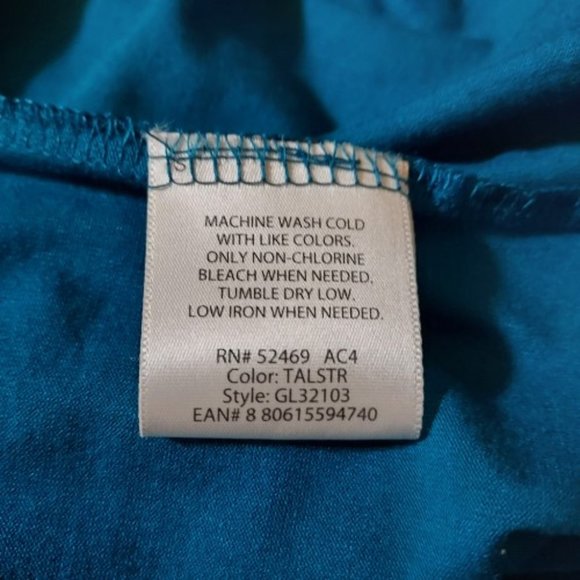 S
MACHINE WASH COLD
WITH LIKE COLORS.
ONLY NON-CHLORINE
BLEACH WHEN NEEDED.
TUMBLE DRY LOW.
LOW IRON WHEN NEEDED.
RN# 52469 AC4
Color: TALSTR
Style: GL32103
EAN# 8 80615594740